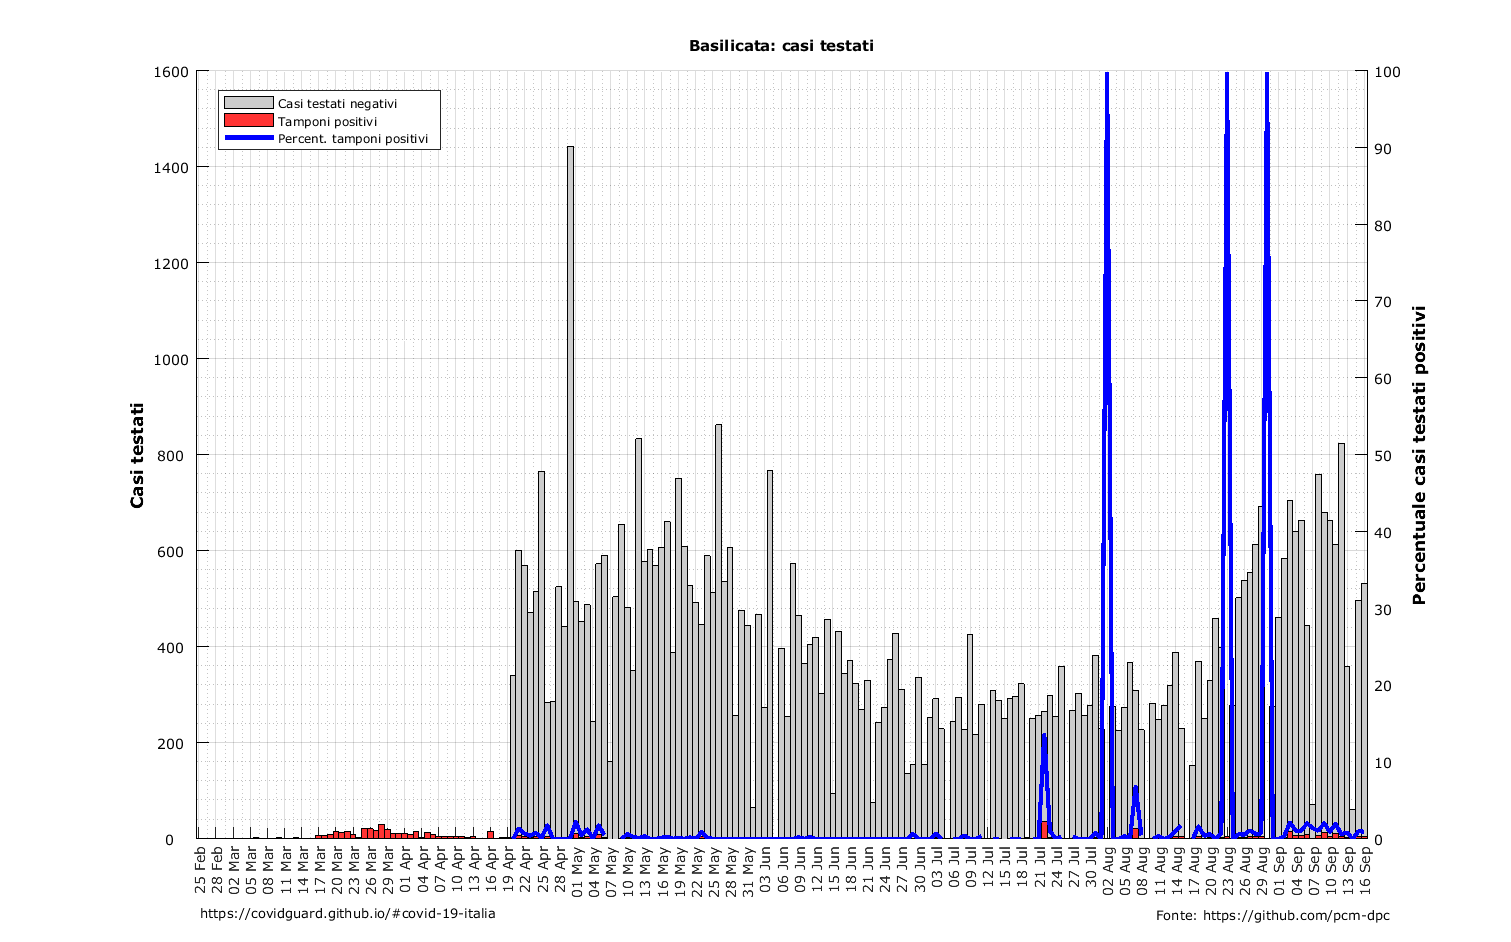 Basilicata: casi testati
Casi testati negativi
Tamponi positivi
Percent. tamponi positivi
Casi testati
1600
1400
1200
1000
800
600
400
200
0
100
90
80
70
60
50
40
30
20
10
0
Percentuale casi testati positivi
25 Feb
28 Feb
02 Mar
05 Mar
08 Mar
11 Mar
14 Mar
17 Mar
20 Mar
23 Mar
26 Mar
29 Mar
01 Apr
04 Apr
07 Apr
10 Apr
13 Apr
16 Apr
19 Apr
22 Apr
25 Apr
28 Apr
01 May
04 May
07 May
10 May
13 May
16 May
19 May
22 May
25 May
28 May
31 May
03 Jun
06 Jun
09 Jun
12 Jun
15 Jun
18 Jun
21 Jun
24 Jun
27 Jun
30 Jun
03 Jul
06 Jul
09 Jul
12 Jul
15 Jul
18 Jul
21 Jul
24 Jul
27 Jul
30 Jul
02 Aug
05 Aug
08 Aug
11 Aug
14 Aug
17 Aug
20 Aug
23 Aug
26 Aug
29 Aug
01 Sep
04 Sep
07 Sep
10 Sep
13 Sep
16 Sep
https://covidguard.github.io/#covid-19-italia
Fonte: https://github.com/pcm-dpc